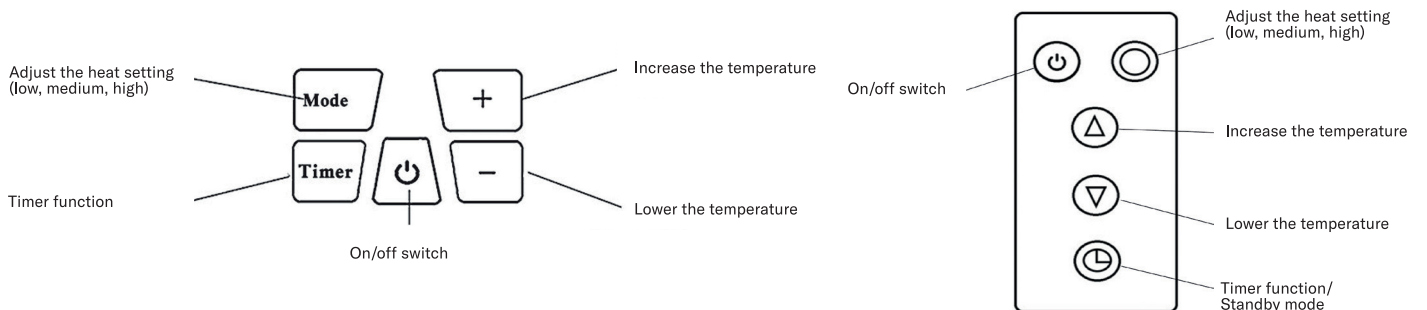 Adjust the heat setting
(low, medium, high)
Mode
+
Increase the temperature
Timer function
Timer
-
Lower the temperature
On/off switch
Adjust the heat setting
(low, medium, high)
On/off switch
Increase the temperature
Lower the temperature
Timer function/
Standby mode